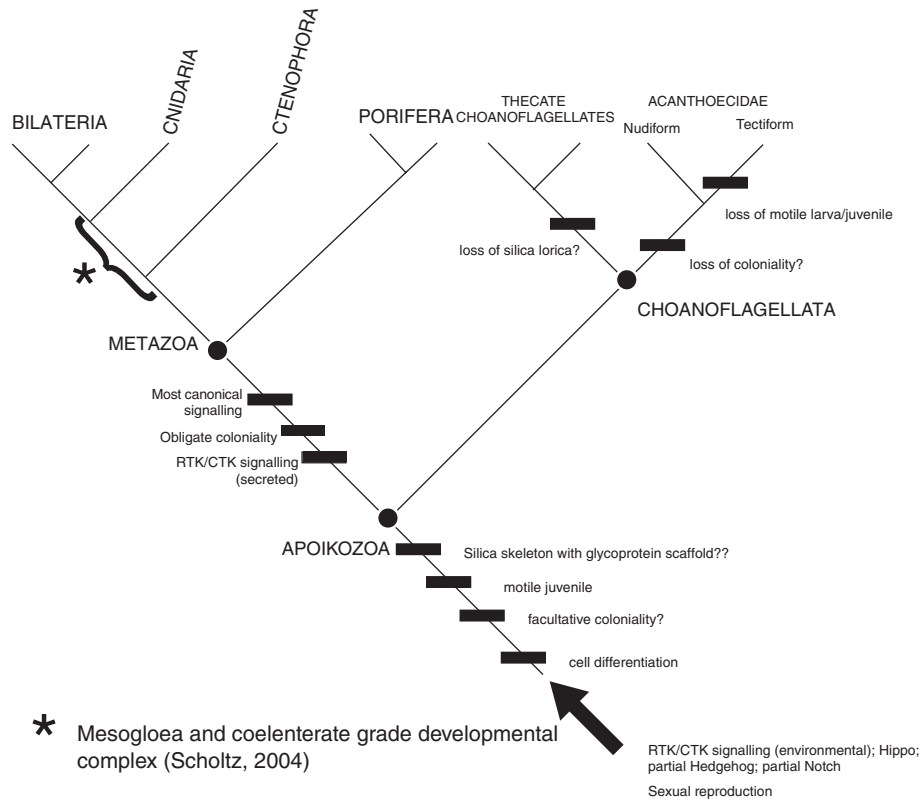 BILATERIA
CNIDARIA
CTENOPHORA
PORIFERA
THECATE
CHOANOFLAGELLATES
ACANTHOECIDAE
Nudiform
Tectiform
loss of motile larva/juvenile
loss of silica lorica?
loss of coloniality?
CHOANOFLAGELLATA
*
METAZOA
Most canonical
signalling
Obligate coloniality
RTK/CTK signalling
(secreted)
APOIKOZOA
Silica skeleton with glycoprotein scaffold??
motile juvenile
facultative coloniality?
cell differentiation
* Mesogloea and coelenterate grade developmental
complex (Scholtz, 2004)
RTK/CTK signalling (environmental); Hippo;
partial Hedgehog; partial Notch
Sexual reproduction